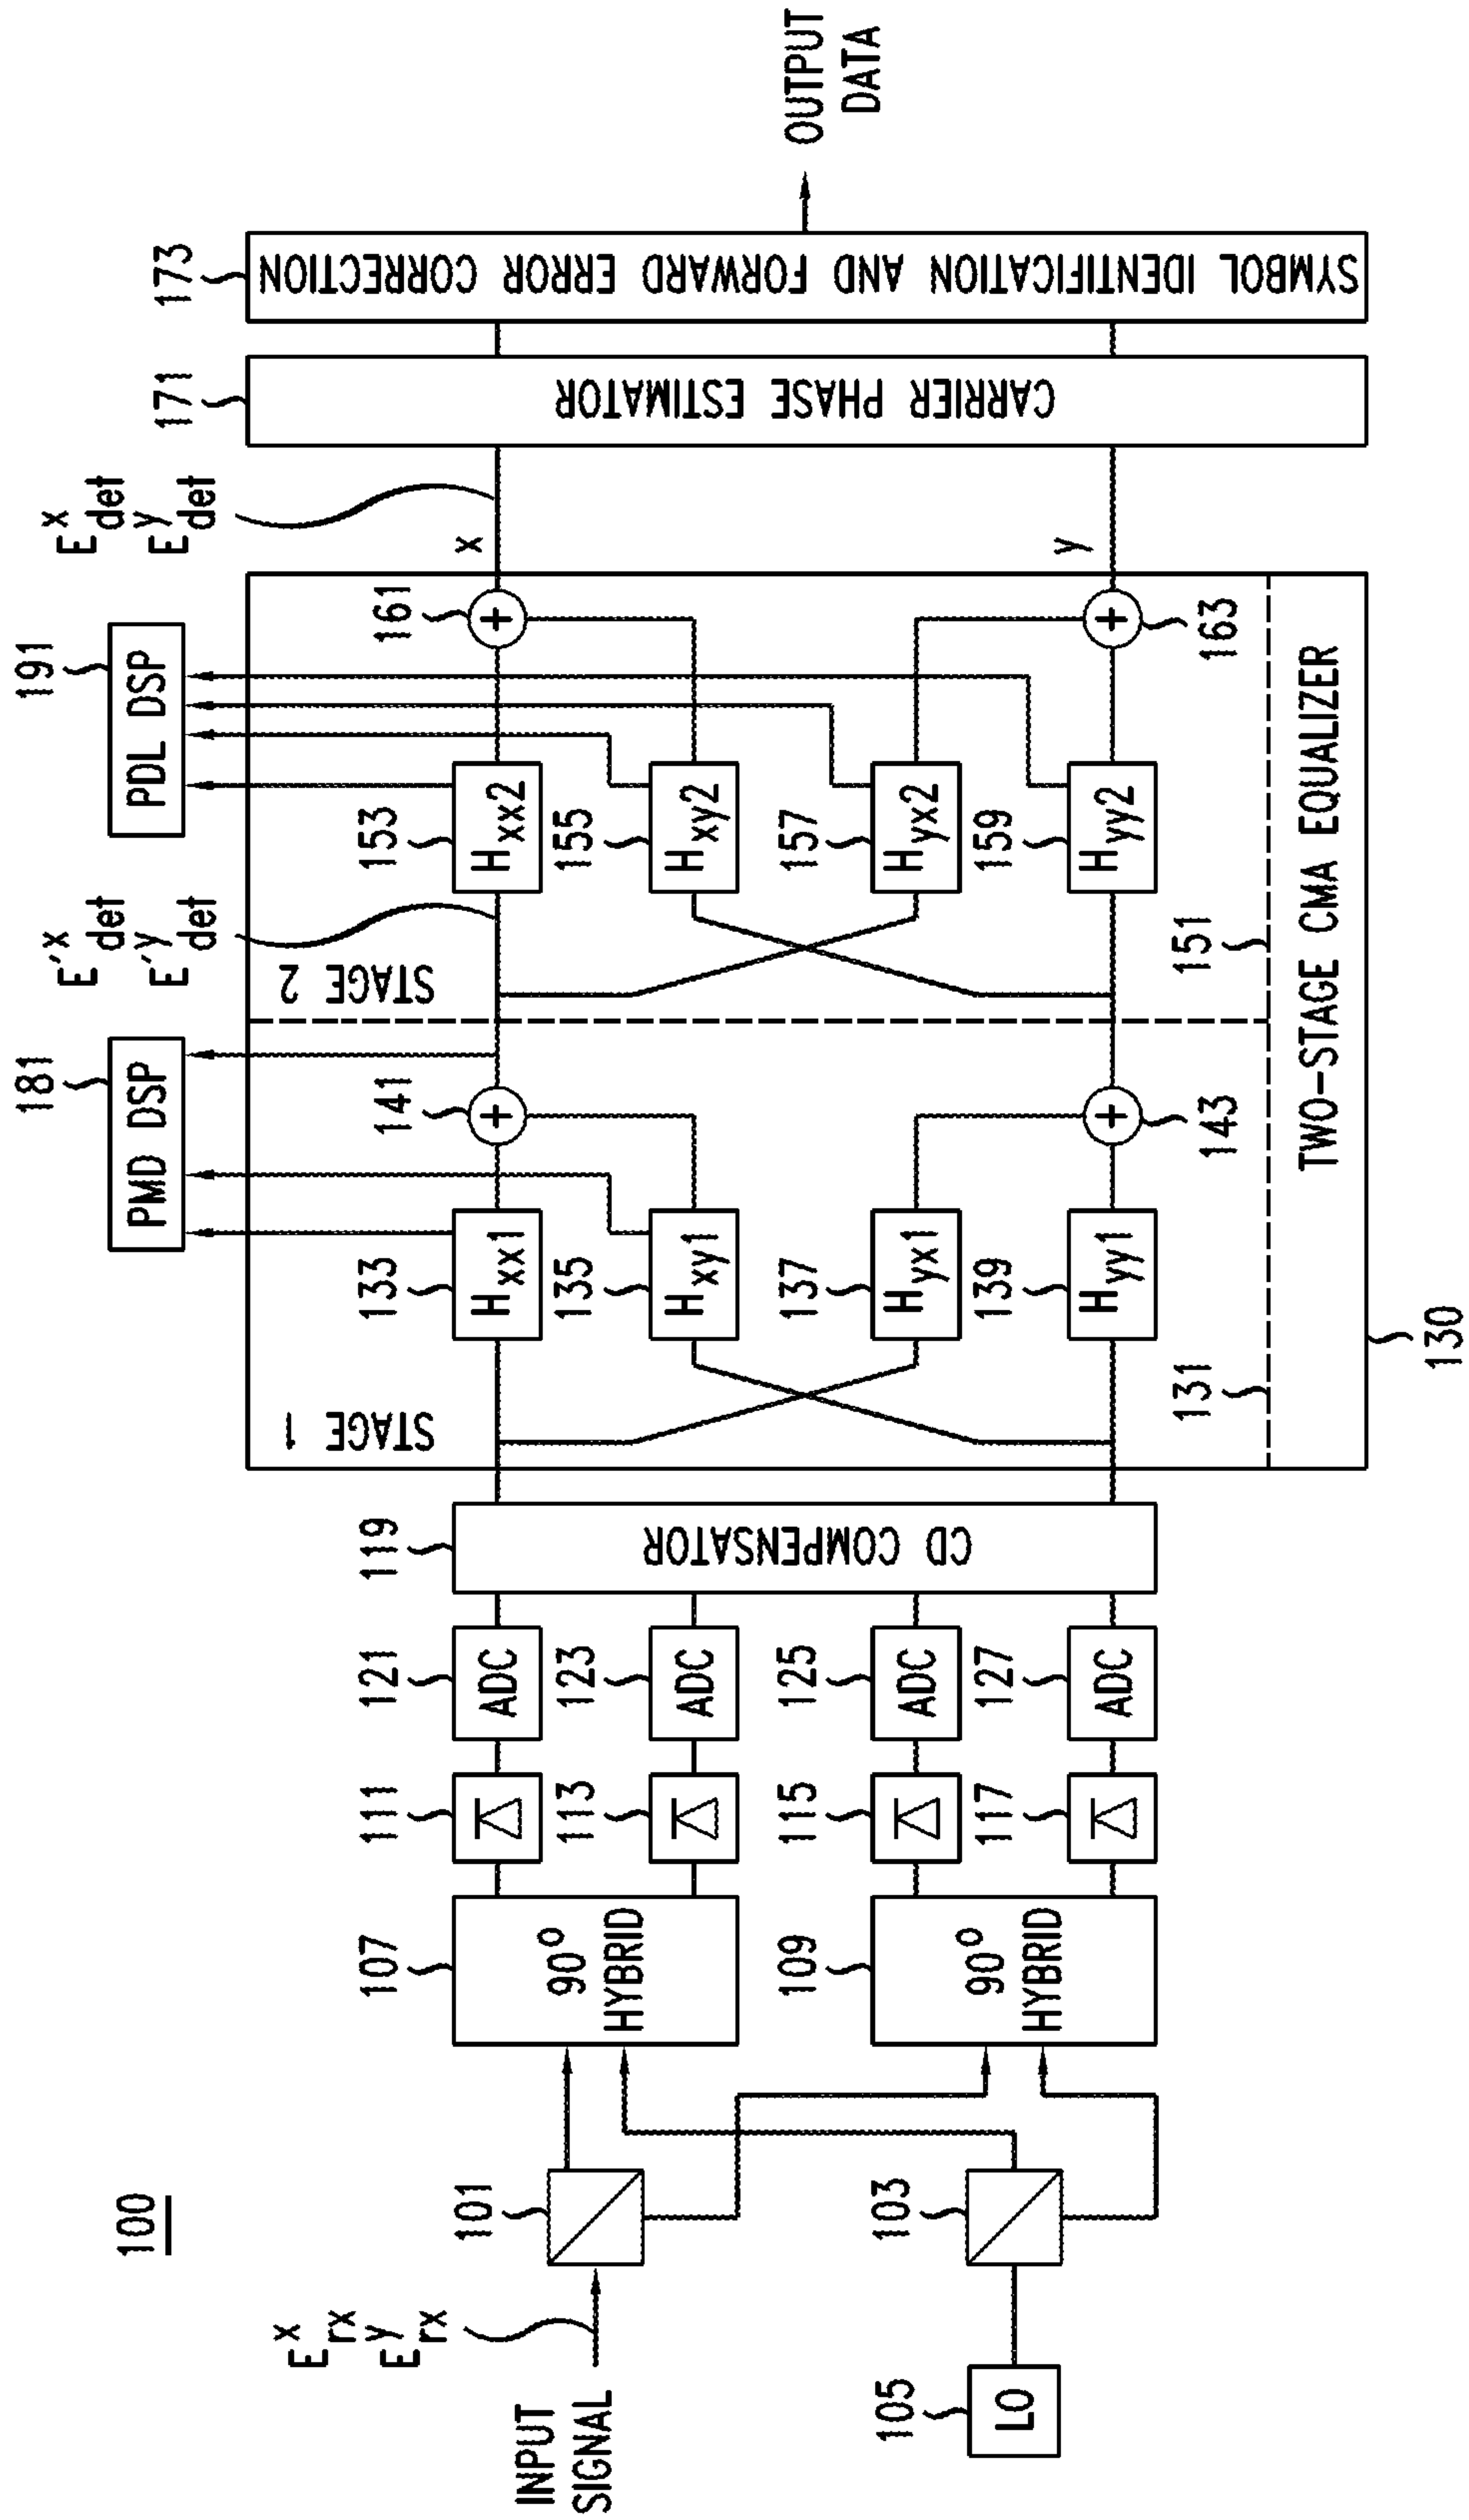 100
INPUT
SIGNAL
E^x_rx
E^y_rx
101
103
105
LO
107
90°
HYBRID
109
90°
HYBRID
111
113
115
117
121
ADC
123
ADC
125
ADC
127
ADC
119
CD COMPENSATOR
STAGE 1
133
H_xx1
135
H_xy1
137
H_yx1
139
H_yy1
141
143
131
181
PMD DSP
E'^x_det
E'^y_det
STAGE 2
153
H_xx2
155
H_xy2
157
H_yx2
159
H_yy2
161
163
151
TWO-STAGE CMA EQUALIZER
130
191
PDL DSP
E^x_det
E^y_det
x
y
171
CARRIER PHASE ESTIMATOR
173
SYMBOL IDENTIFICATION AND FORWARD ERROR CORRECTION
OUTPUT
DATA
+
+
+
+